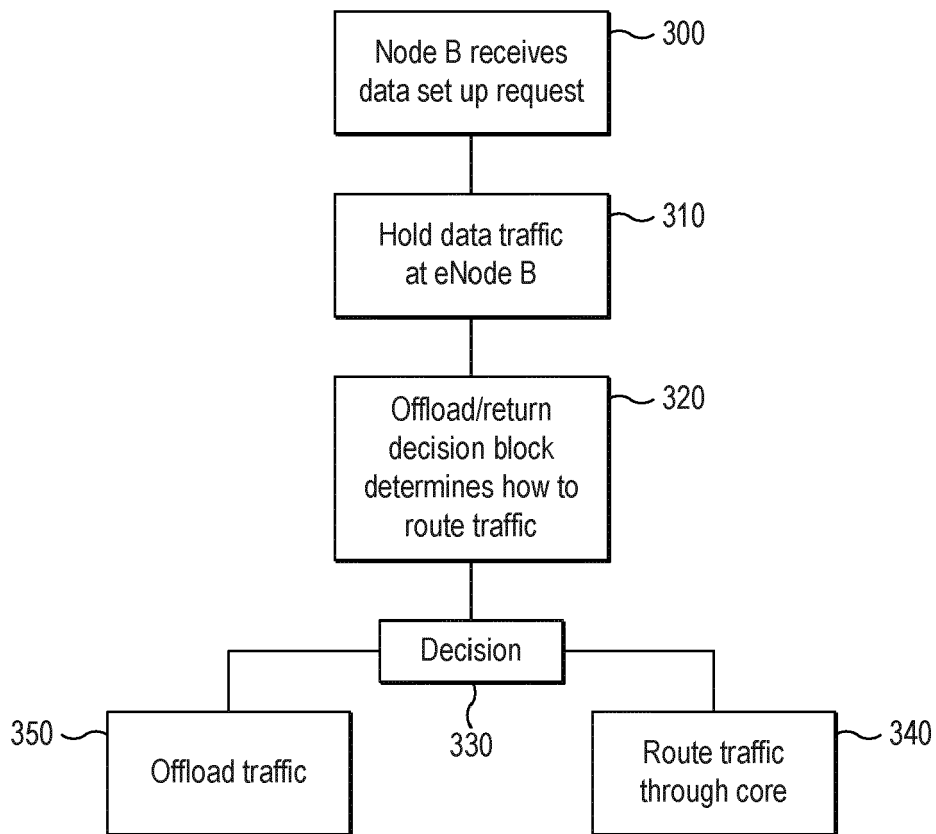 300
Node B receives
data set up request
310
Hold data traffic
at eNode B
320
Offload/return
decision block
determines how to
route traffic
Decision
330
350
Offload traffic
340
Route traffic
through core